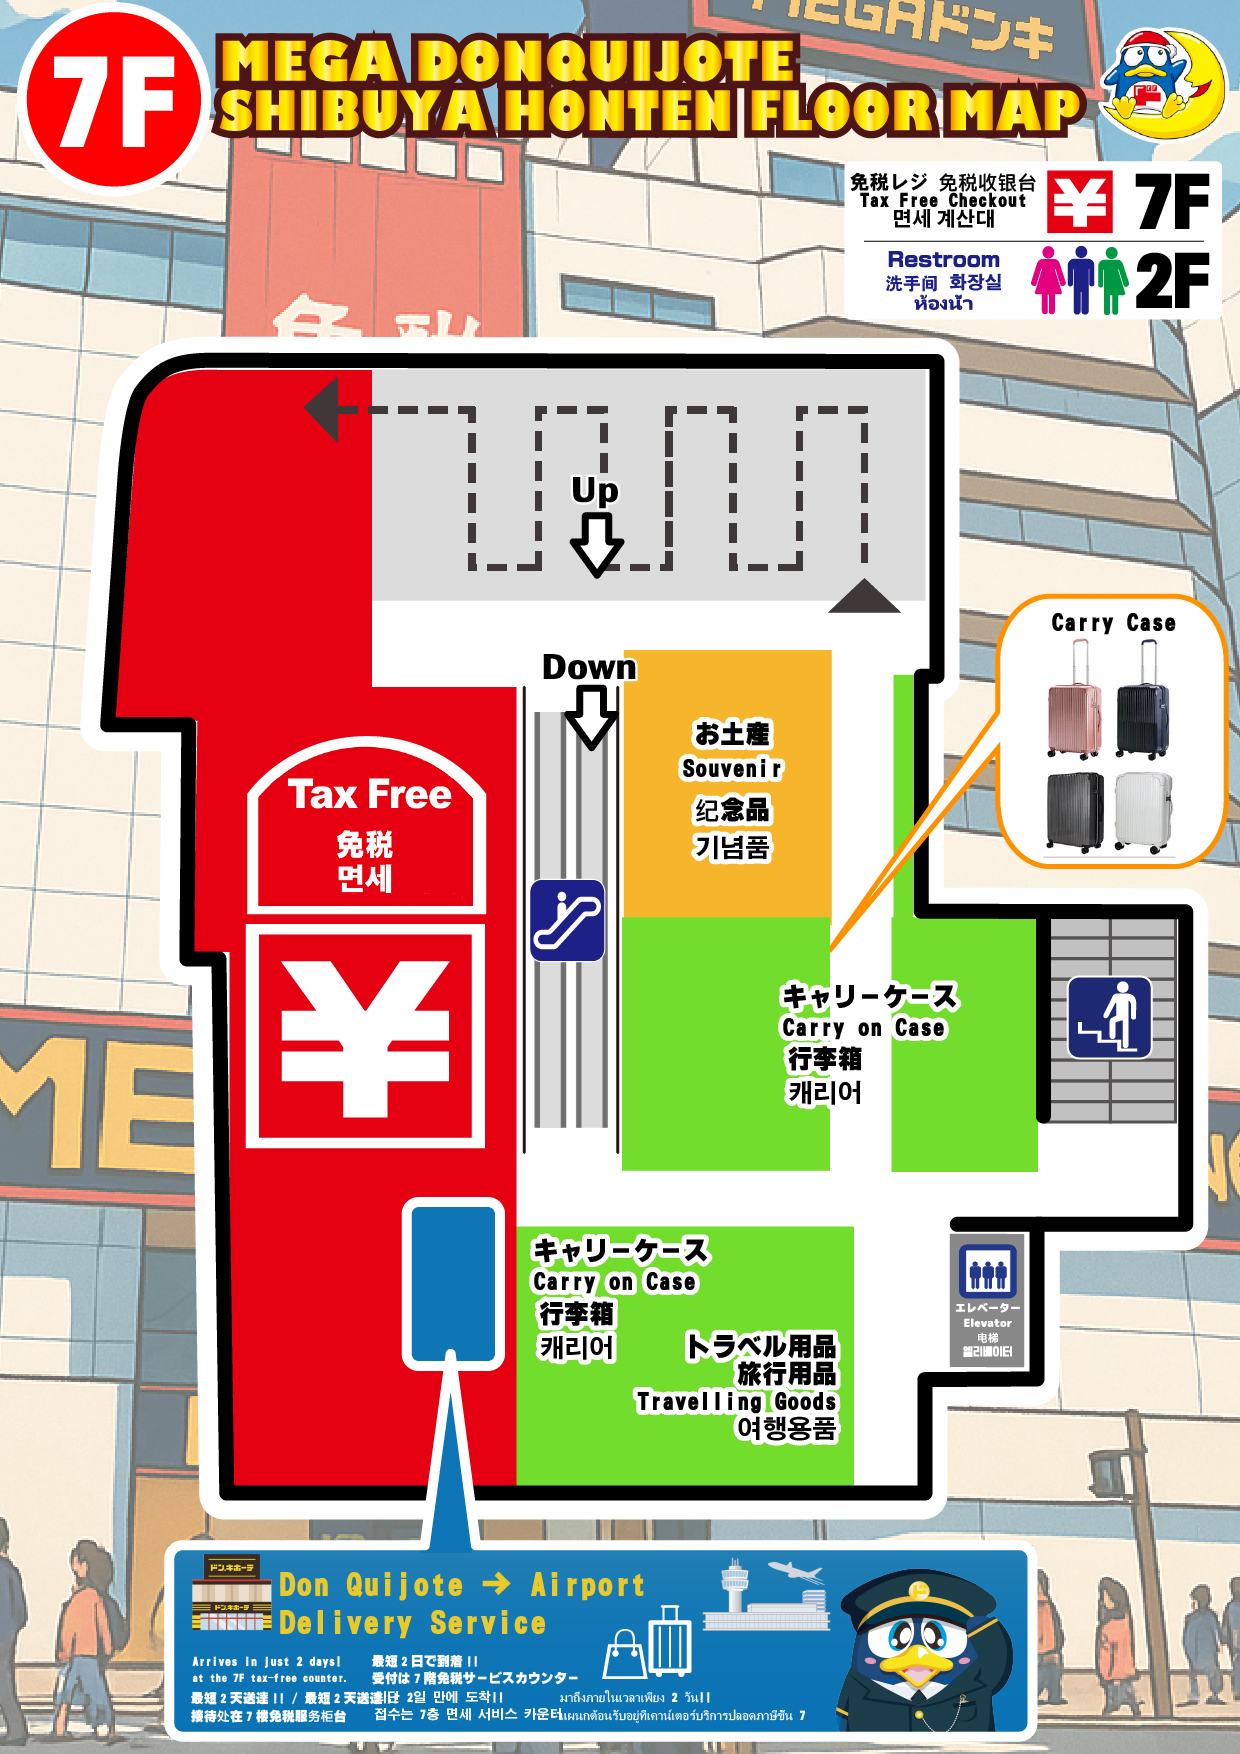 7F
MEGA DONQUIJOTE
SHIBUYA HONTEN FLOOR MAP
MEGAドンキ
免税レジ 免税收银台
Tax Free Checkout
면세 계산대
7F
Restroom
洗手间 화장실
ห้องน้ำ
2F
免税
Up
Down
Carry Case
お土産
Souvenir
纪念品
기념품
Tax Free
免税
면세
¥
キャリーケース
Carry on Case
行李箱
캐리어
キャリーケース
Carry on Case
行李箱
캐리어
トラベル用品
旅行用品
Travelling Goods
여행용품
エレベーター
Elevator
电梯
엘리베이터
ME
ドン.キホーテ
ドン.キホーテ
Don Quijote → Airport
Delivery Service
Arrives in just 2 days!
at the 7F tax-free counter.
最短2日で到着!!
受付は7階免税サービスカウンター
最短2天送達!! / 最短2天送達!!
接待处在7楼免税服务柜台
단 2일 만에 도착!!
접수는 7층 면세 서비스 카운터
มาถึงภายในเวลาเพียง 2 วัน!!
แผนกต้อนรับอยู่ที่เคาน์เตอร์บริการปลอดภาษีชั้น 7